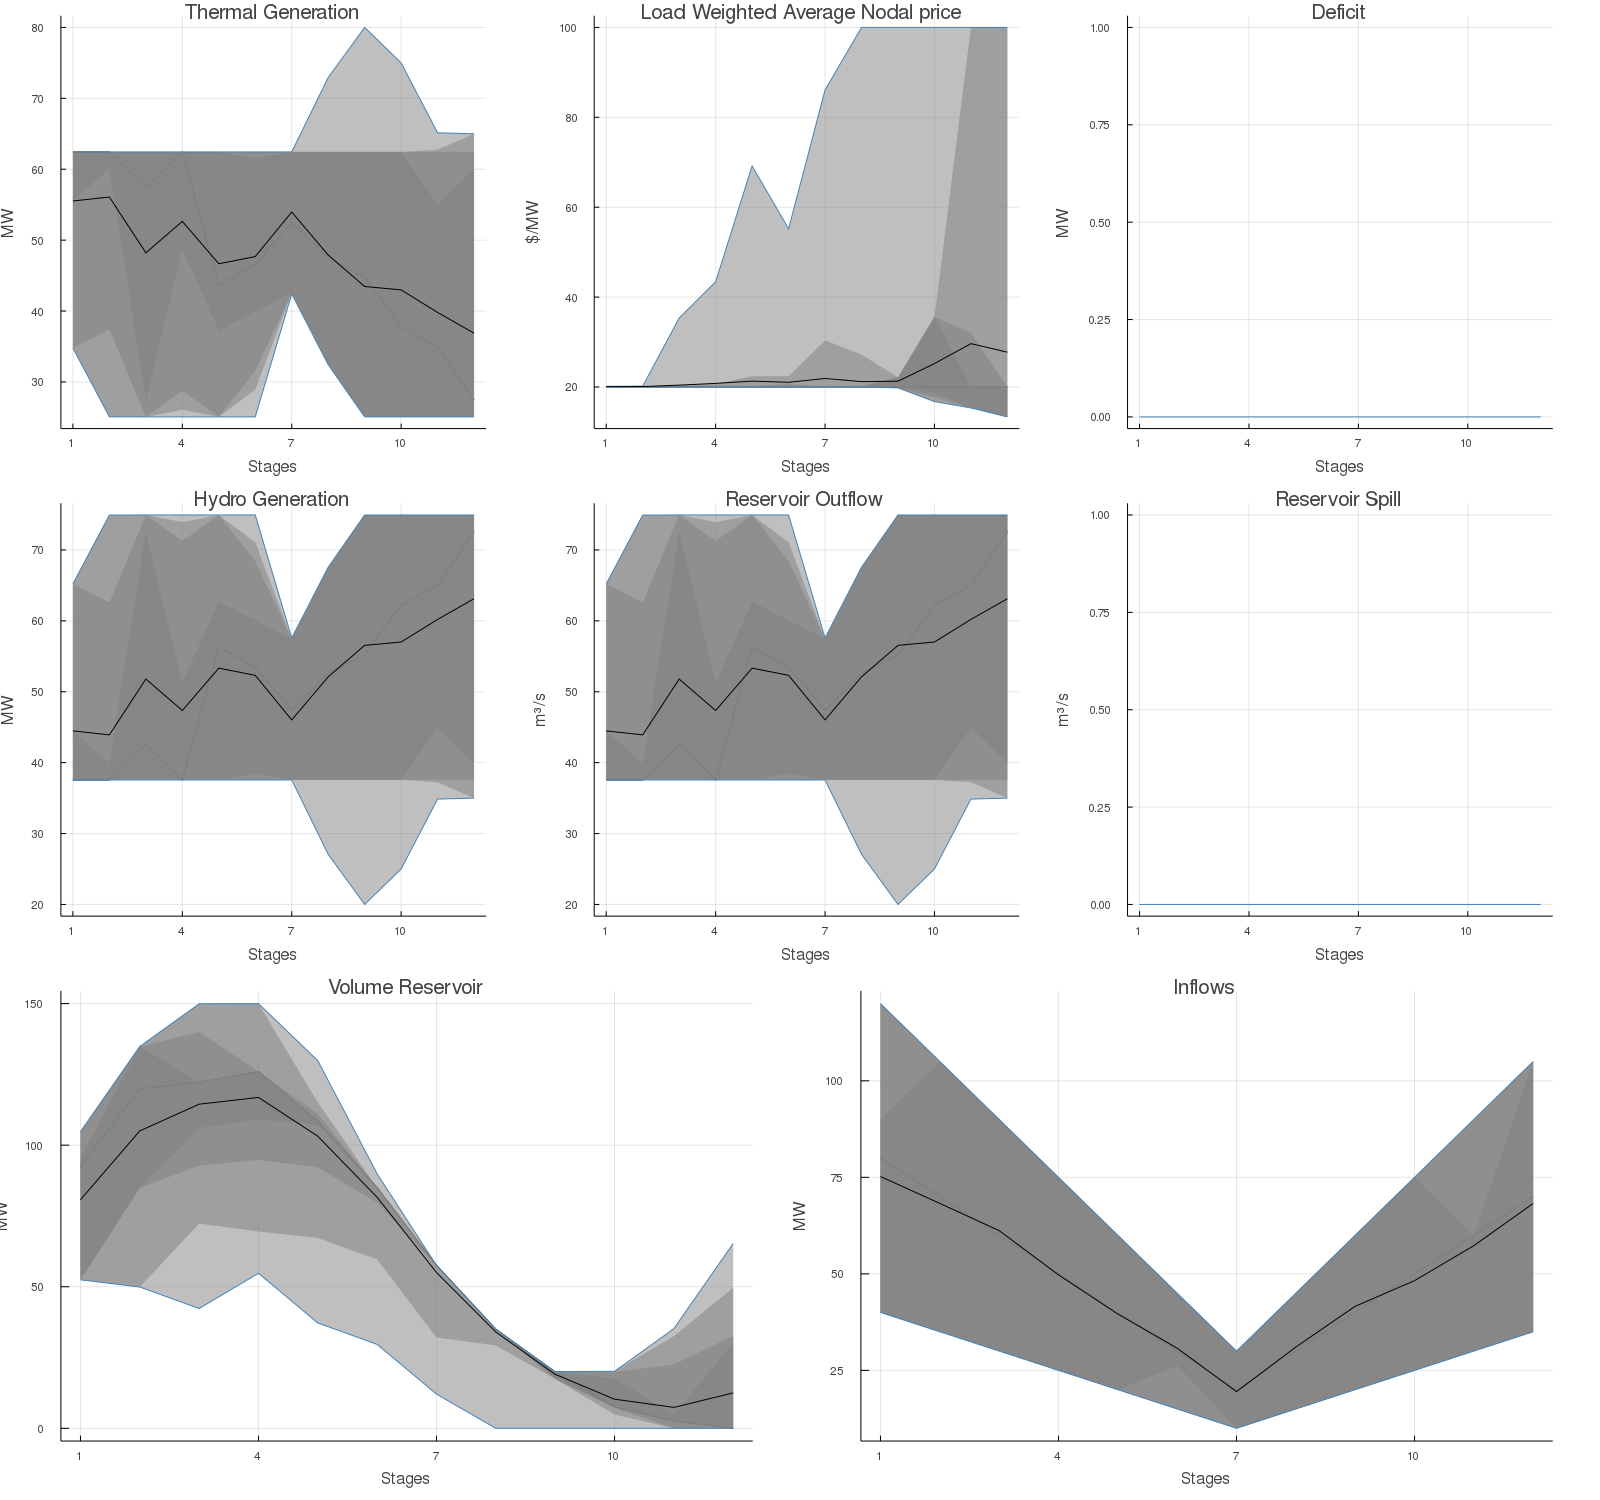 Thermal Generation
80
70
60
50
40
30
MW
1 4 7 10
Stages
Load Weighted Average Nodal price
100
80
60
40
20
$/MW
1 4 7 10
Stages
Deficit
1.00
0.75
0.50
0.25
0.00
MW
1 4 7 10
Stages
Hydro Generation
70
60
50
40
30
20
MW
1 4 7 10
Stages
Reservoir Outflow
70
60
50
40
30
20
m³/s
1 4 7 10
Stages
Reservoir Spill
1.00
0.75
0.50
0.25
0.00
m³/s
1 4 7 10
Stages
Volume Reservoir
150
100
50
0
MW
1 4 7 10
Stages
Inflows
100
75
50
25
MW
1 4 7 10
Stages